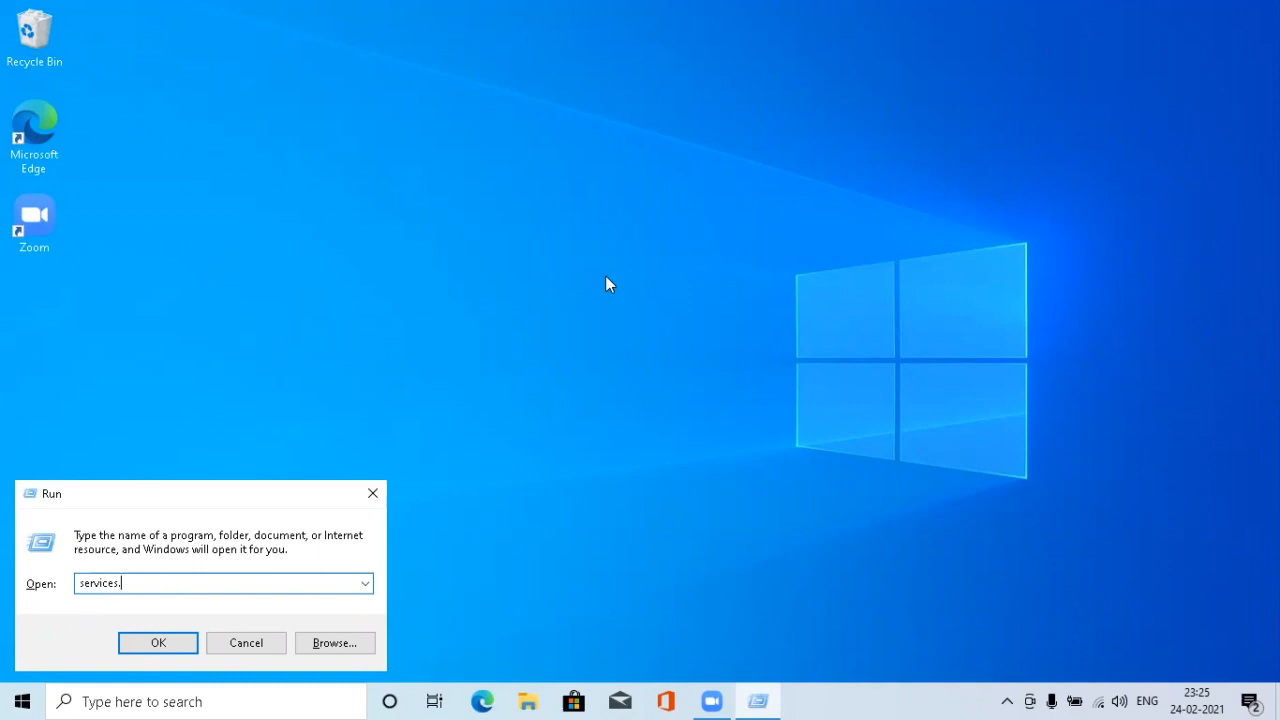 Recycle Bin
Microsoft
Edge
Zoom
Run
Type the name of a program, folder, document, or Internet
resource, and Windows will open it for you.
Open: services.
OK Cancel Browse...
Type here to search
ENG
23:25
24-02-2021
2